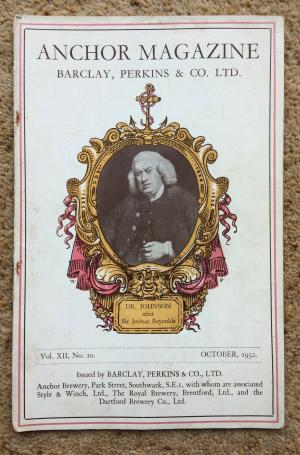 ANCHOR MAGAZINE
BARCLAY, PERKINS & CO. LTD.
DR. JOHNSON
after
Sir Joshua Reynolds
Vol. XII, No. 10.
OCTOBER, 1932.
Issued by BARCLAY, PERKINS & CO., LTD.
Anchor Brewery, Park Street, Southwark, S.E.1, with whom are associated
Style & Winch, Ltd., The Royal Brewery, Brentford, Ltd., and the
Dartford Brewery Co., Ltd.